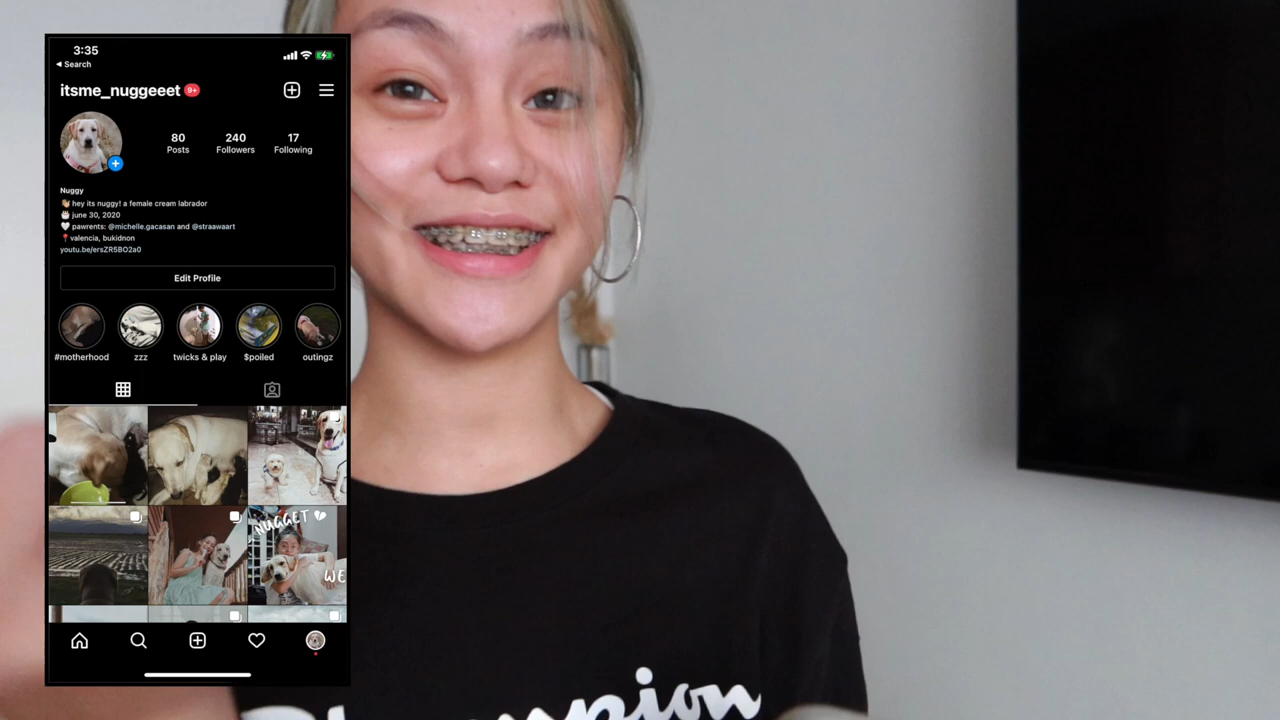 3:35
Search
itsme_nuggeeet 9+
80 240 17
Posts Followers Following
Nuggy
👋🏼 hey its nuggy! a female cream labrador
🎂 june 30, 2020
🤍 pawrents: @michelle.gacasan and @straawaart
📍valencia, bukidnon
youtu.be/ersZR5BO2a0
Edit Profile
#motherhood zzz twicks & play $poiled outingz
NUGGET
WE
Champion